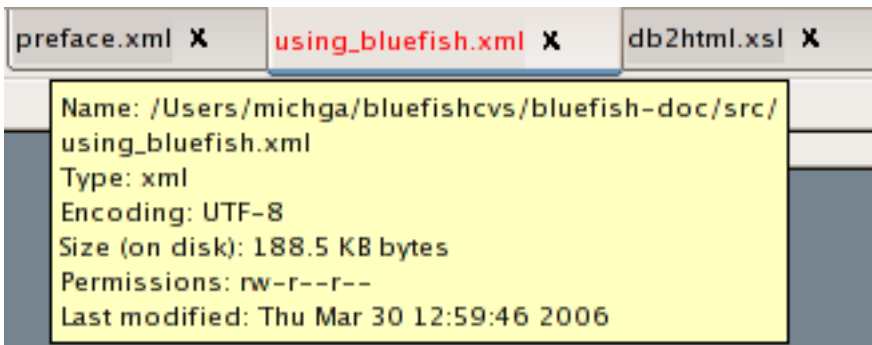 preface.xml x using_bluefish.xml x db2html.xsl x
Name: /Users/michga/bluefishcvs/bluefish-doc/src/
using_bluefish.xml
Type: xml
Encoding: UTF-8
Size (on disk): 188.5 KB bytes
Permissions: rw-r--r--
Last modified: Thu Mar 30 12:59:46 2006